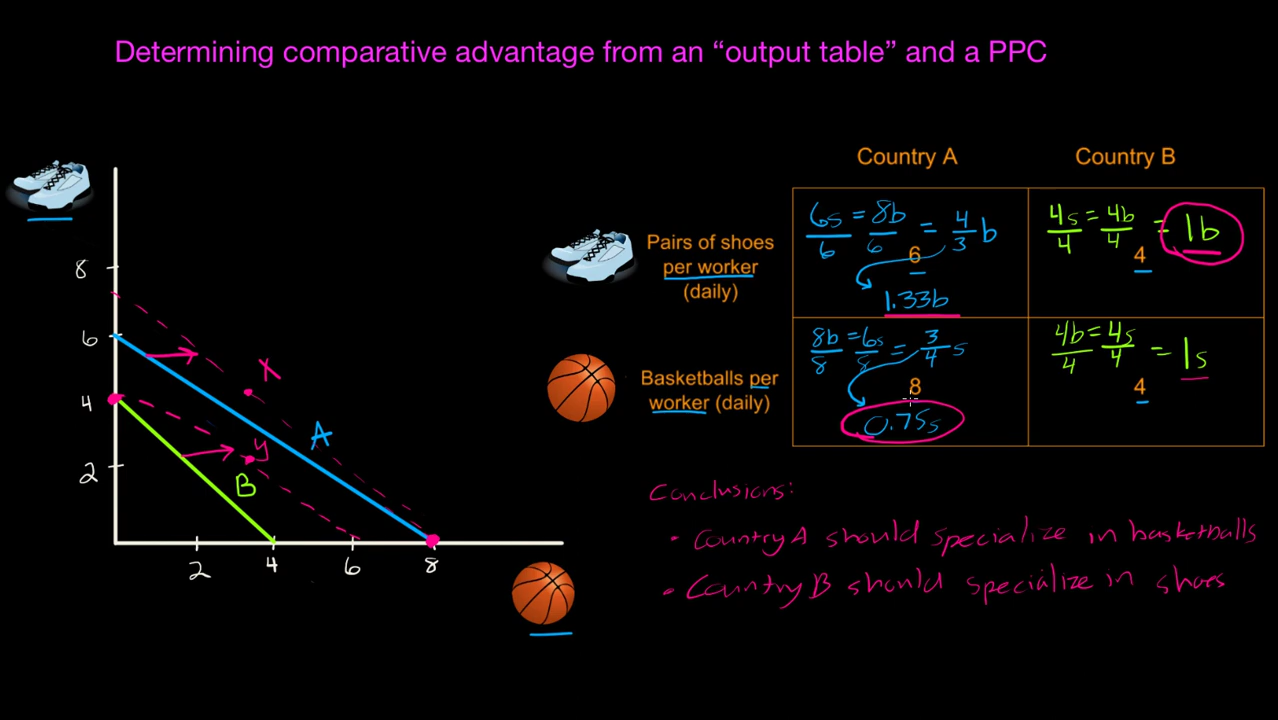 Determining comparative advantage from an “output table” and a PPC
Country A
Country B
Pairs of shoes
per worker
(daily)
6s/6 = 8b/6 = 4/3 b
6
1.33b
4s/4 = 4b/4 = 1b
4
Basketballs per
worker (daily)
8b/8 = 6s/8 = 3/4 s
8
0.75s
4b/4 = 4s/4 = 1s
4
8
6
4
2
2
4
6
8
X
A
y
B
Conclusions:
• Country A should specialize in basketballs
• Country B should specialize in shoes